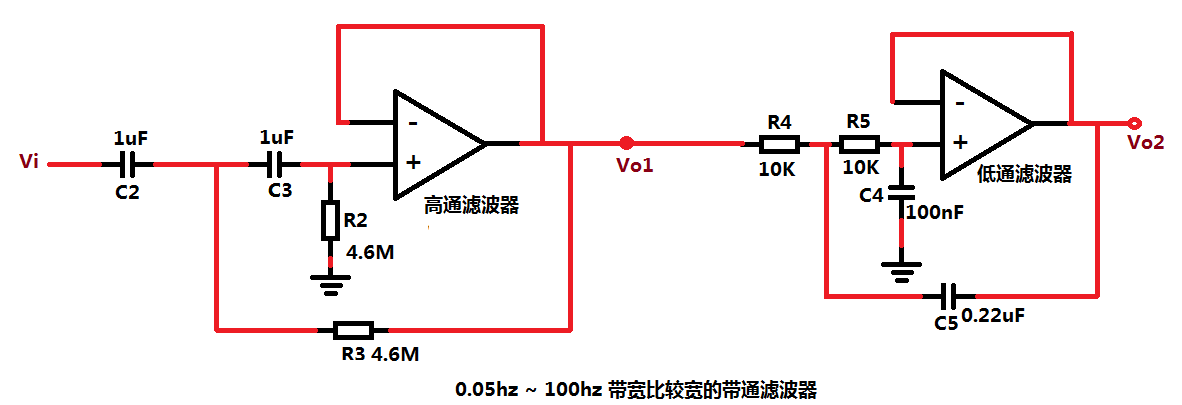 Vi
1uF
C2
1uF
C3
-
+
R2
4.6M
高通滤波器
R3 4.6M
Vo1
R4
10K
R5
10K
C4
100nF
-
+
低通滤波器
Vo2
C5
0.22uF
0.05hz ~ 100hz 带宽比较宽的带通滤波器